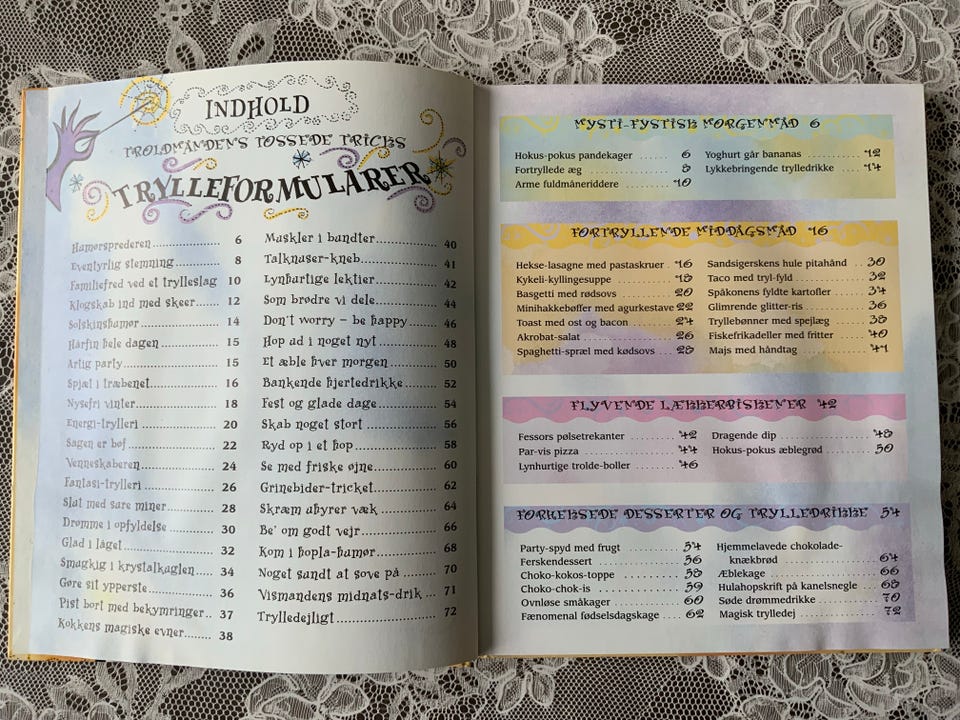 INDHOLD
TROLDMANDENS TOSSEDE TRICKS
TRYLLEFORMULARER
Humørsprederen 6
Eventyrlig stemning 8
Familiefred ved et trylleslag 10
Klogskab ind med skeer 12
Solskinshumør 14
Harfin hele dagen 15
Artig party 15
Spjæt i træbenet 16
Nysefri vinter 18
Energi-trylleri 20
Sagen er bøf 22
Venneskaberen 24
Fantasi-trylleri 26
Slut med sure miner 28
Drømme i opfyldelse 30
Glad i låget 32
Smugkig i krystalkuglen 34
Gøre sit ypperste 36
Pist bort med bekymringer 37
Kokkens magiske evner 38
Muskler i bundter 40
Talknuser-kneb 41
Lynhurtige lektier 42
Som brødre vi dele 44
Don't worry – be happy 46
Hop ud i noget nyt 48
Et æble hver morgen 50
Bankende hjertedrikke 52
Fest og glade dage 54
Skab noget stort 56
Ryd op i et hop 58
Se med friske øjne 60
Grinebider-tricket 62
Skræm uhyrer væk 64
Be' om godt vejr 66
Kom i hopla-humør 68
Noget sundt at sove på 70
Vismandens midnats-drik 71
Trylledejligt 72
MYSTI-FYSTISK MORGENMAD 6
Hokus-pokus pandekager 6
Fortryllede æg 8
Arme fuldmåneriddere 10
Yoghurt går bananas 12
Lykkebringende trylledrikke 14
FORTRYLLENDE MIDDAGSMAD 16
Hekse-lasagne med pastaskruer 16
Kykeli-kyllingesuppe 18
Basgetti med rødsovs 20
Minihakkebøffer med agurkestave 22
Toast med ost og bacon 24
Akrobat-salat 26
Spaghetti-spræl med kødsovs 28
Sandsigerskens hule pitahånd 30
Taco med tryl-fyld 32
Spåkonens fyldte kartofler 34
Glimrende glitter-ris 36
Tryllebønner med spejlæg 38
Fiskefrikadeller med fritter 40
Majs med håndtag 41
FLYVENDE LÆKKERBISKENER 42
Fessors pølsetrekanter 42
Par-vis pizza 44
Lynhurtige trolde-boller 46
Dragende dip 48
Hokus-pokus æblegrød 50
FORHEKSEDE DESSERTER OG TRYLLEDRIKKE 54
Party-spyd med frugt 54
Ferskendessert 56
Choko-kokos-toppe 58
Choko-chok-is 59
Ovnløse småkager 60
Fænomenal fødselsdagskage 62
Hjemmelavede chokolade-
knækbrød 64
Æblekage 66
Hulahopskrift på kanelsnegle 68
Søde drømmedrikke 70
Magisk trylledej 72